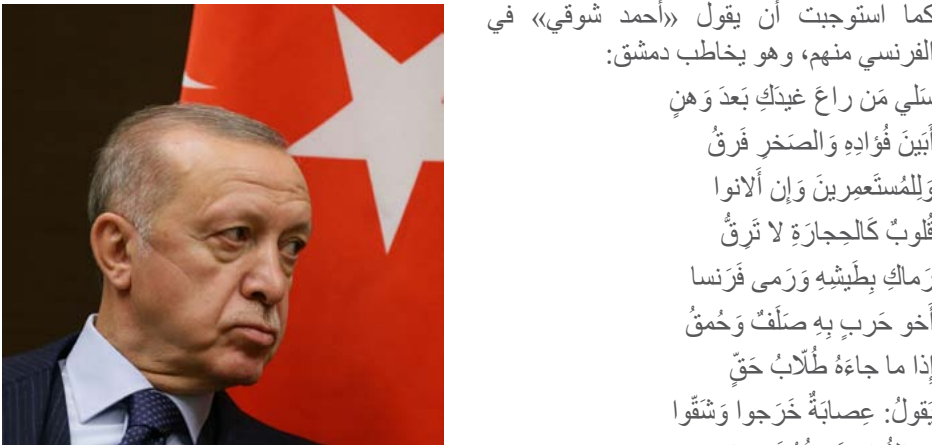 كما استوجبت أن يقول «أحمد شوقي» في
الفرنسي منهم، وهو يخاطب دمشق:
سَلي مَن راعَ غيدَكِ بَعدَ وَهنٍ
أَبَينَ فُؤادِهِ وَالصَخرِ فَرقُ
وَلِلمُستَعمِرينَ وَإِن أَلانوا
قُلوبٌ كَالحِجارَةِ لا تَرِقُّ
رَماكِ بِطَيشِهِ وَرَمى فَرَنسا
أَخو حَربٍ بِهِ صَلَفٌ وَحُمقُ
إِذا ما جاءَهُ طُلّابُ حَقٍّ
يَقولُ: عِصابَةٌ خَرَجوا وَشَقّوا